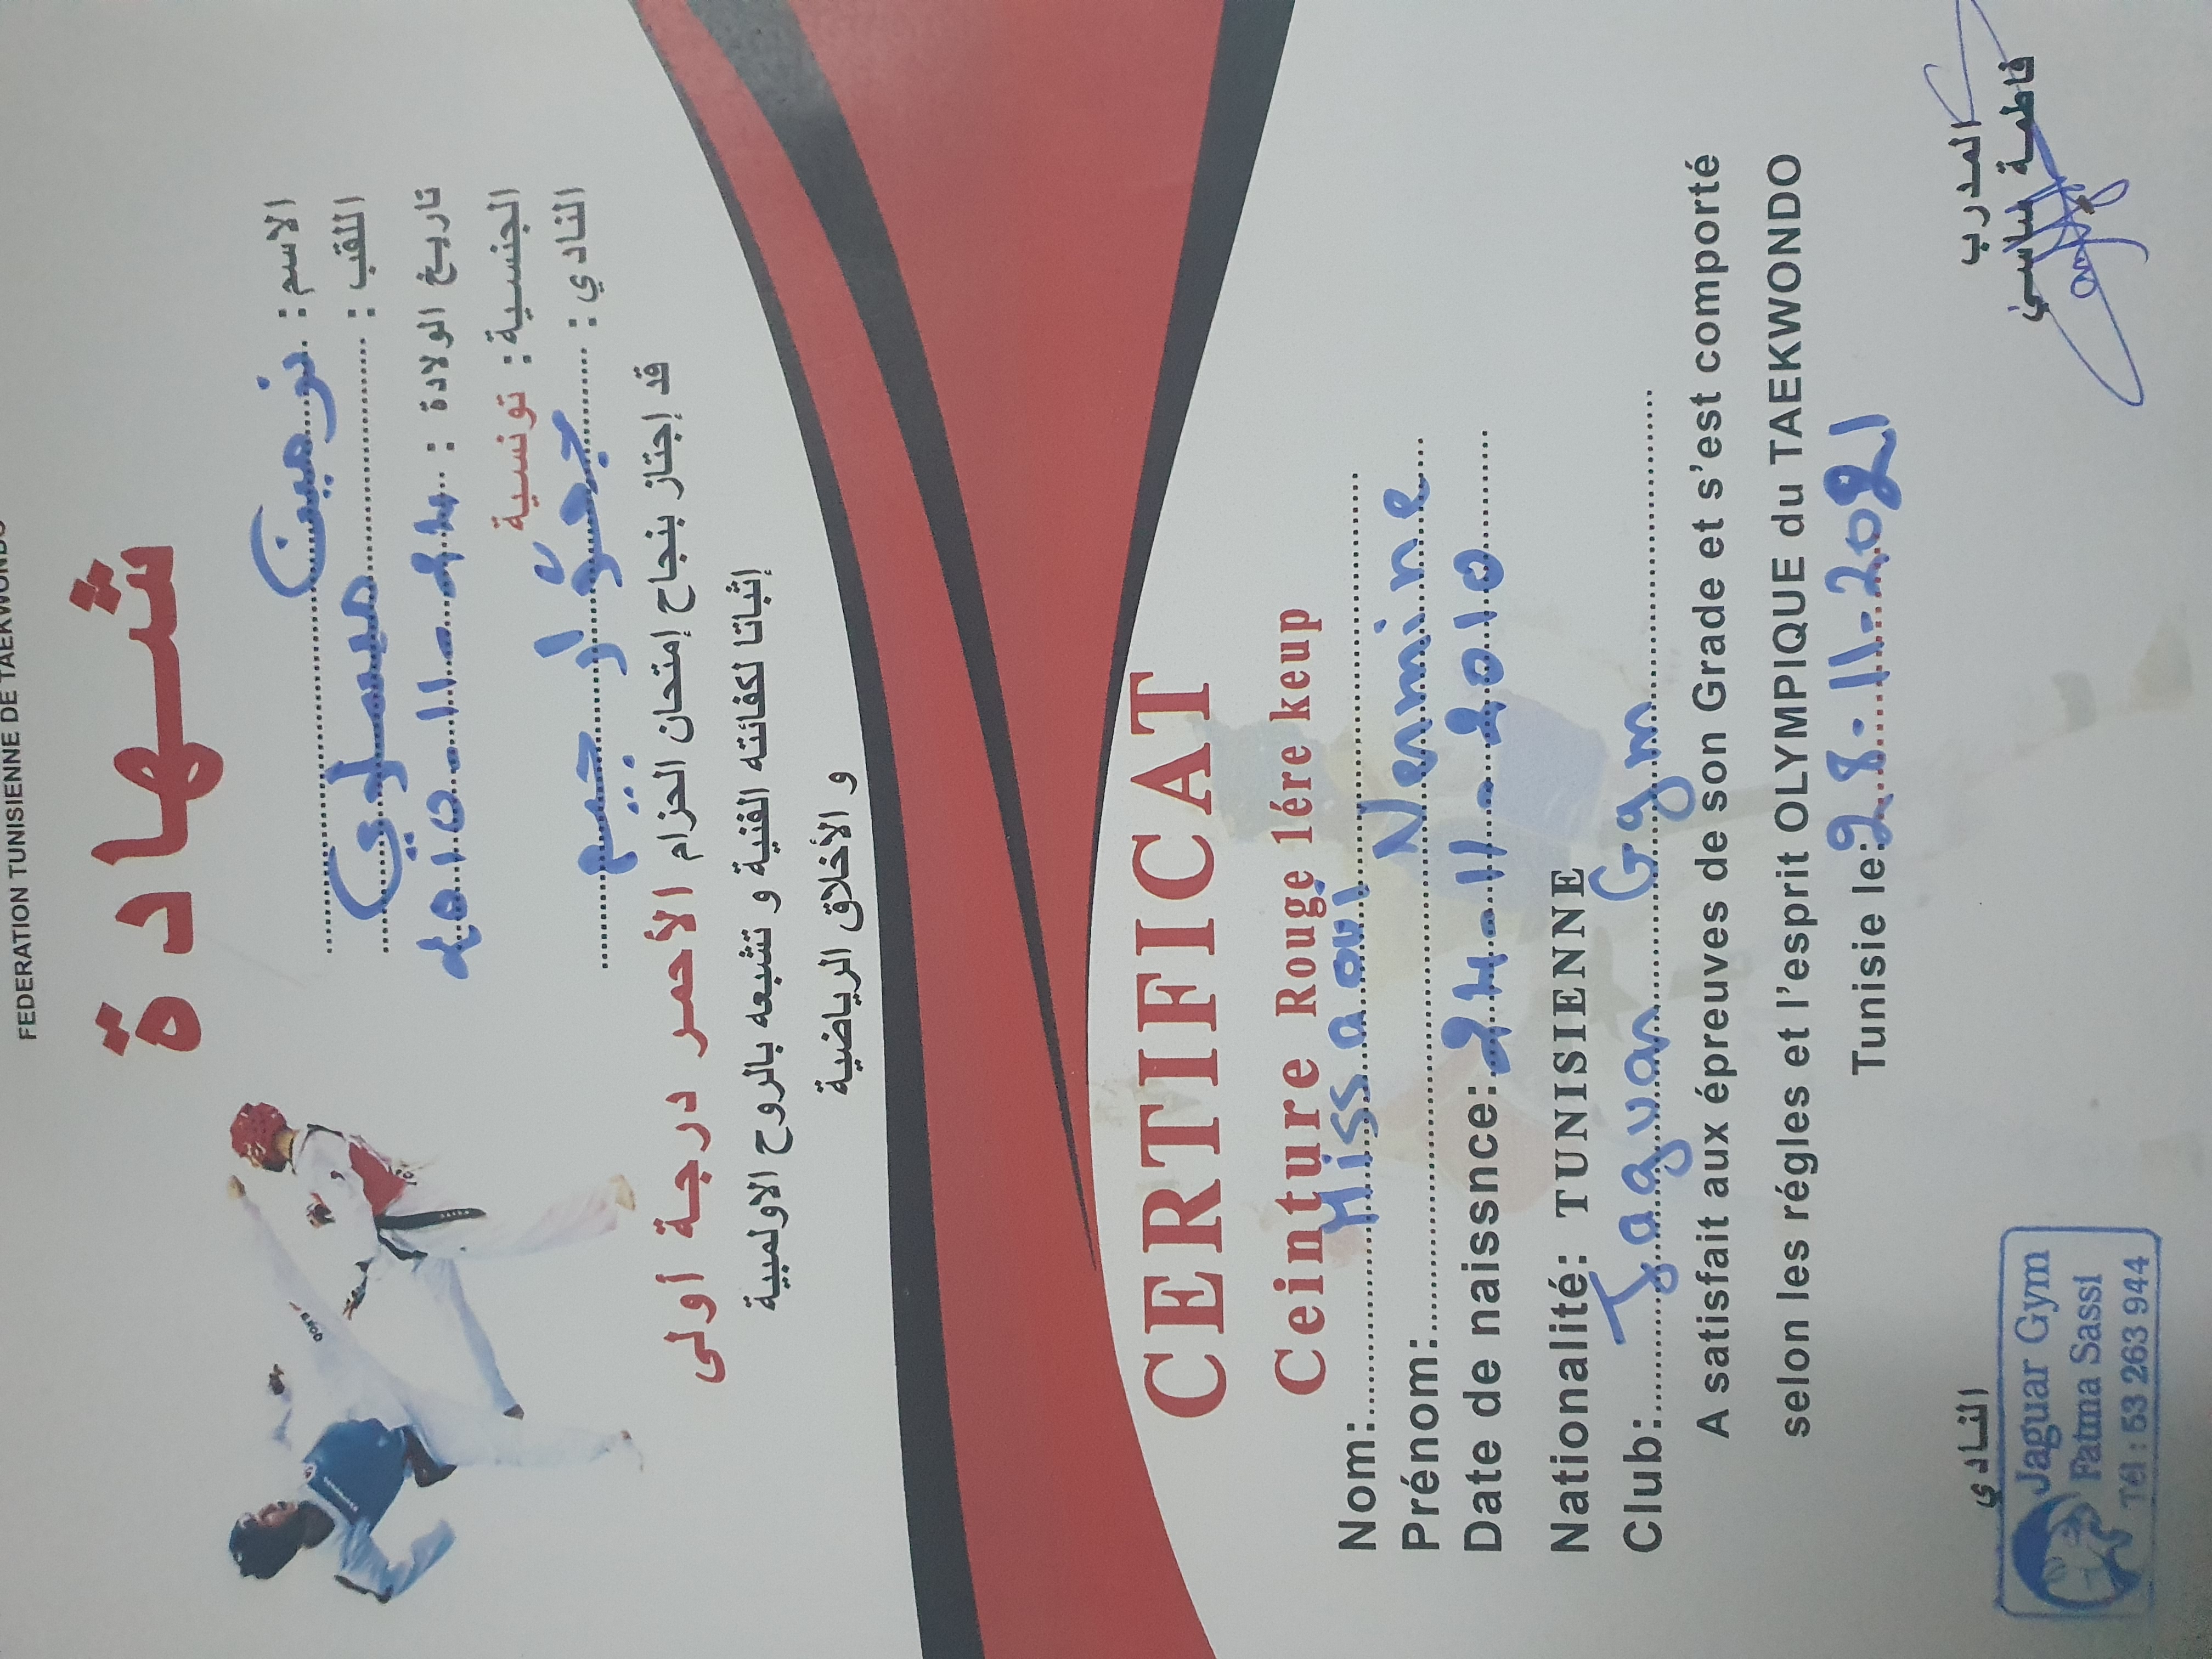 FEDERATION TUNISIENNE DE TAEKWONDO
شهادة
الاسم : نرمين
اللقب : ميساوي
تاريخ الولادة : 24-11-2010
الجنسية : تونسية
النادي : جڤوار جيم
قد إجتاز بنجاح إمتحان الحزام الأحمر درجة أولى
إثباتا لكفائته الفنية و تشبعه بالروح الاولمبية
و الأخلاق الرياضية
CERTIFICAT
Ceinture Rouge 1ére keup
Nom: Missaoui
Prénom: Nermine
Date de naissnce: 24-11-2010
Nationalité: TUNISIENNE
Club: Jaguar Gym
A satisfait aux épreuves de son Grade et s'est comporté
selon les régles et l'esprit OLYMPIQUE du TAEKWONDO
Tunisie le: 28-11-2021
النادي
المدرب
فاطمة ساسي
Jaguar Gym
Fatma Sassi
Tél : 53 263 944